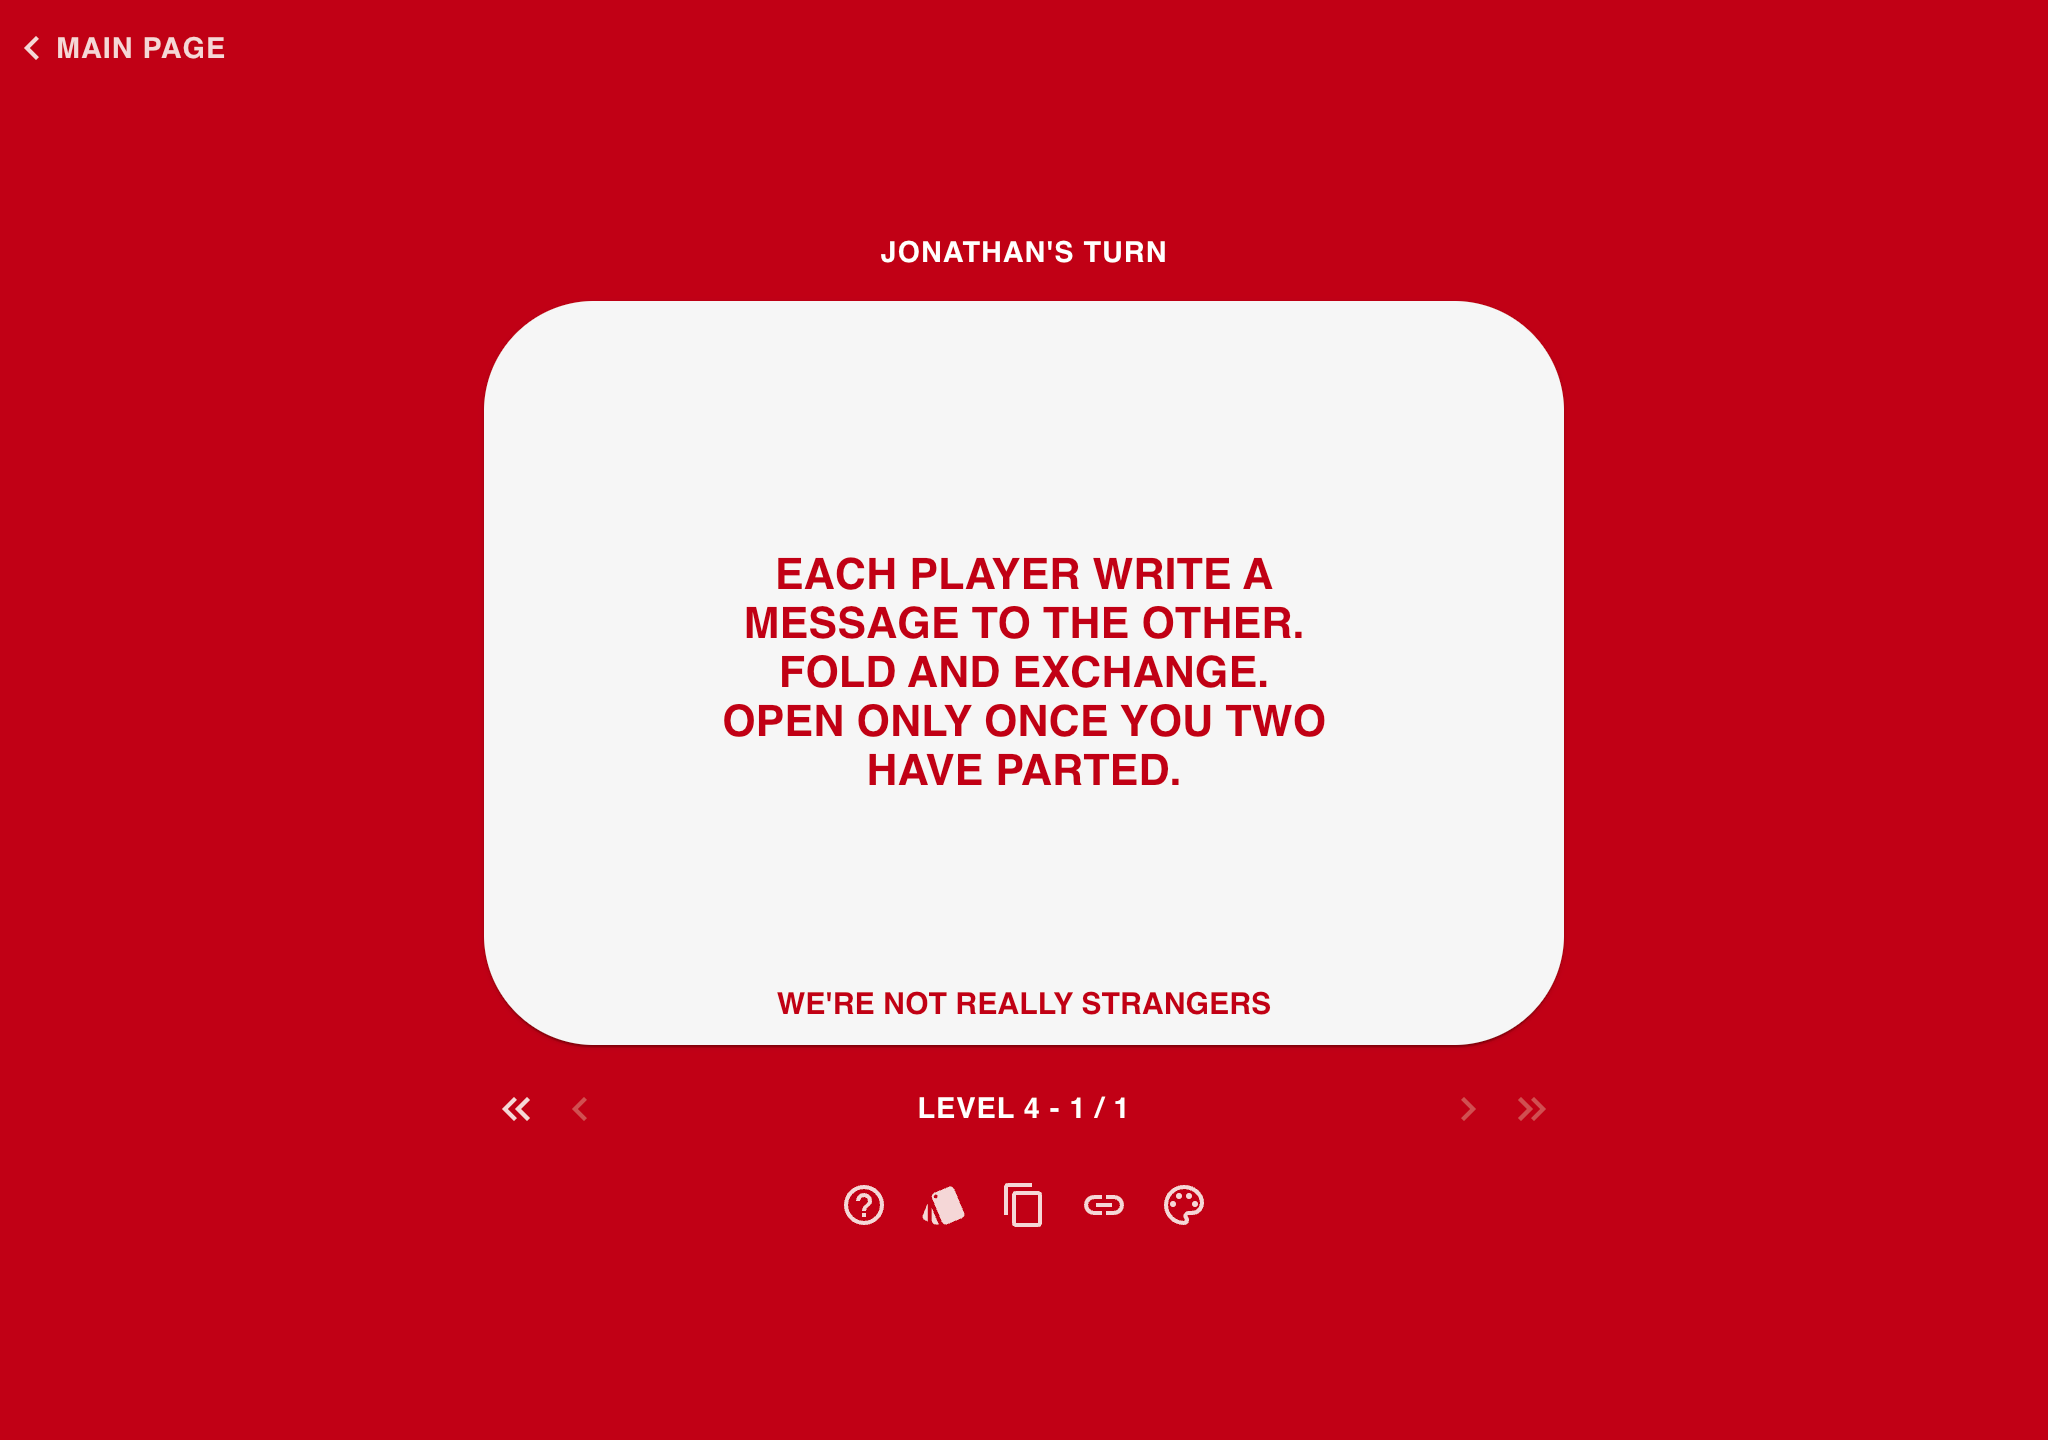 MAIN PAGE
JONATHAN'S TURN
EACH PLAYER WRITE A
MESSAGE TO THE OTHER.
FOLD AND EXCHANGE.
OPEN ONLY ONCE YOU TWO
HAVE PARTED.
WE'RE NOT REALLY STRANGERS
LEVEL 4 - 1 / 1